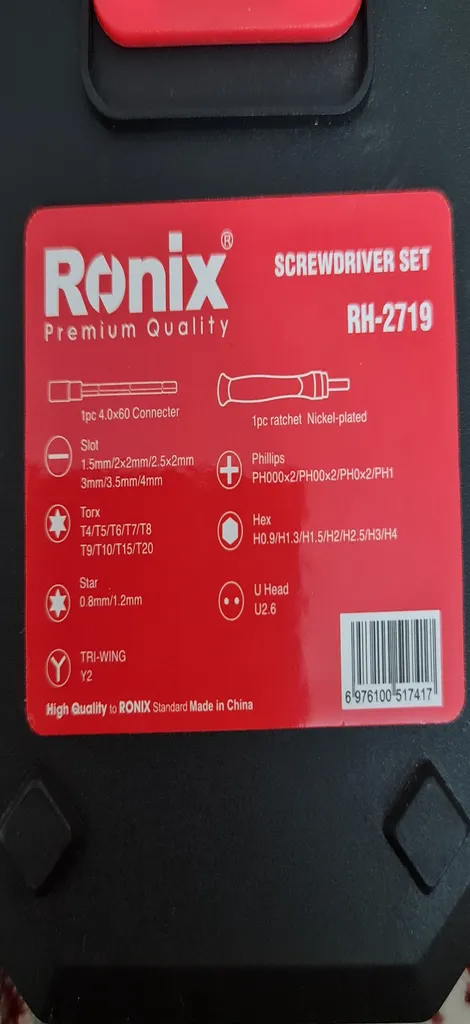 Ronix®
Premium Quality
SCREWDRIVER SET
RH-2719
1pc 4.0x60 Connecter
1pc ratchet Nickel-plated
Slot
1.5mm/2x2mm/2.5x2mm
3mm/3.5mm/4mm
Phillips
PH000x2/PH00x2/PH0x2/PH1
Torx
T4/T5/T6/T7/T8
T9/T10/T15/T20
Hex
H0.9/H1.3/H1.5/H2/H2.5/H3/H4
Star
0.8mm/1.2mm
U Head
U2.6
TRI-WING
Y2
High Quality to RONIX Standard Made in China
6 976100 517417